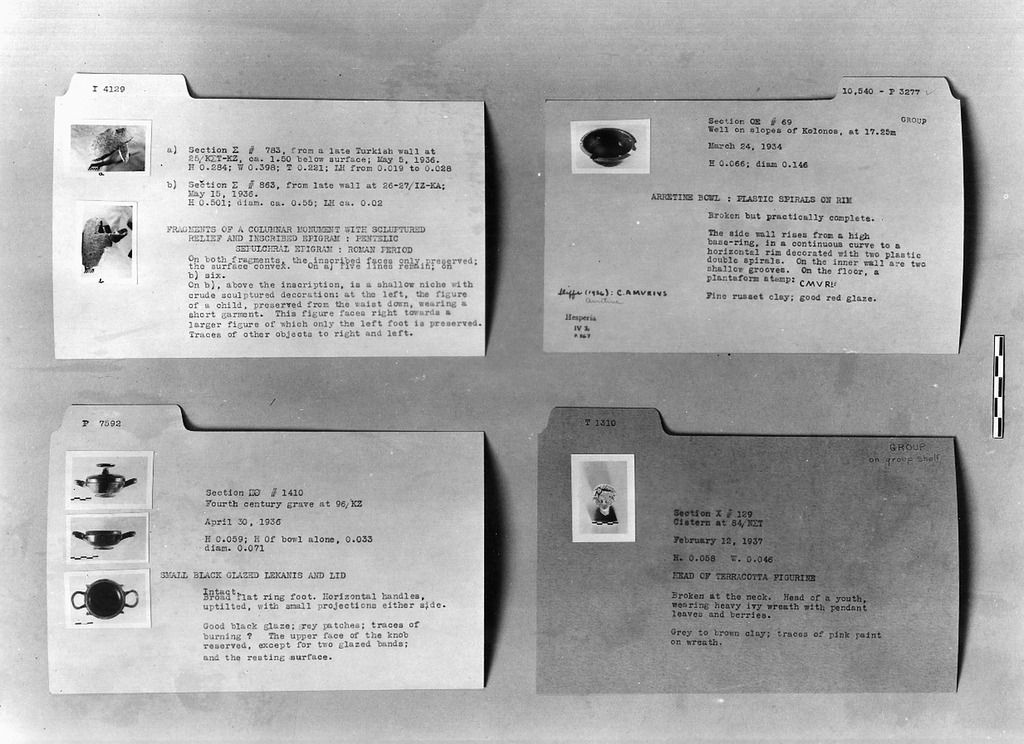 I 4129
a
b
a) Section Σ # 783, from a late Turkish wall at
25/KΣT-KZ, ca. 1.50 below surface; May 5, 1936.
H 0.284; W 0.398; T 0.221; LH from 0.019 to 0.028
b) Section Σ # 863, from late wall at 26-27/IZ-KA;
May 15, 1936.
H 0.501; diam. ca. 0.55; LH ca. 0.02
FRAGMENTS OF A COLUMNAR MONUMENT WITH SCLUPTURED
RELIEF AND INSCRIBED EPIGRAM : PENTELIC
SEPULCHRAL EPIGRAM : ROMAN PERIOD
On both fragments, the inscribed faces only preserved;
the surface convex. On a) five lines remain; on
b) six.
On b), above the inscription, is a shallow niche with
crude sculptured decoration: at the left, the figure
of a child, preserved from the waist down, wearing a
short garment. This figure faces right towards a
larger figure of which only the left foot is preserved.
Traces of other objects to right and left.
10,540 - P 3277
GROUP
Section OE # 69
Well on slopes of Kolonos, at 17.25m
March 24, 1934
H 0.066; diam 0.146
ARRETINE BOWL : PLASTIC SPIRALS ON RIM
Broken but practically complete.
The side wall rises from a high
base-ring, in a continuous curve to a
horizontal rim decorated with two plastic
double spirals. On the inner wall are two
shallow grooves. On the floor, a
plantaform stamp: CMVRI
Fine russet clay; good red glaze.
C.AMVRIVS
Hesperia
P 7592
Section # 1410
Fourth century grave at 96/KZ
April 30, 1936
H 0.059; H Of bowl alone, 0.033
diam. 0.071
SMALL BLACK GLAZED LEKANIS AND LID
Intact.
Broad flat ring foot. Horizontal handles,
uptilted, with small projections either side.
Good black glaze; grey patches; traces of
burning ? The upper face of the knob
reserved, except for two glazed bands;
and the resting surface.
T 1310
GROUP
on group shelf
Section X # 129
Cistern at 84/
February 12, 1937
H. 0.058 W. 0.046
HEAD OF TERRACOTTA FIGURINE
Broken at the neck. Head of a youth,
wearing heavy ivy wreath with pendant
leaves and berries.
Grey to brown clay; traces of pink paint
on wreath.